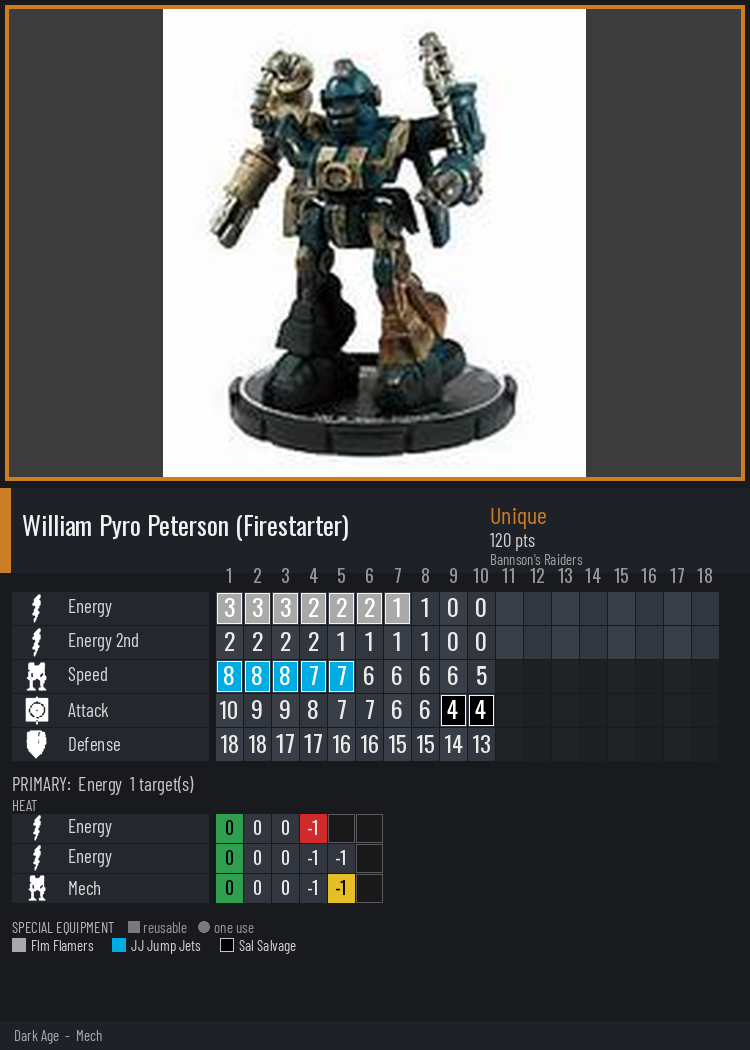 William Pyro Peterson (Firestarter)
Unique
120 pts
Bannson's Raiders
1 2 3 4 5 6 7 8 9 10 11 12 13 14 15 16 17 18
Energy 3 3 3 2 2 2 1 1 0 0
Energy 2nd 2 2 2 2 1 1 1 1 0 0
Speed 8 8 8 7 7 6 6 6 6 5
Attack 10 9 9 8 7 7 6 6 4 4
Defense 18 18 17 17 16 16 15 15 14 13
PRIMARY: Energy 1 target(s)
HEAT
Energy 0 0 0 -1
Energy 0 0 0 -1 -1
Mech 0 0 0 -1 -1
SPECIAL EQUIPMENT reusable one use
Flm Flamers JJ Jump Jets Sal Salvage
Dark Age - Mech